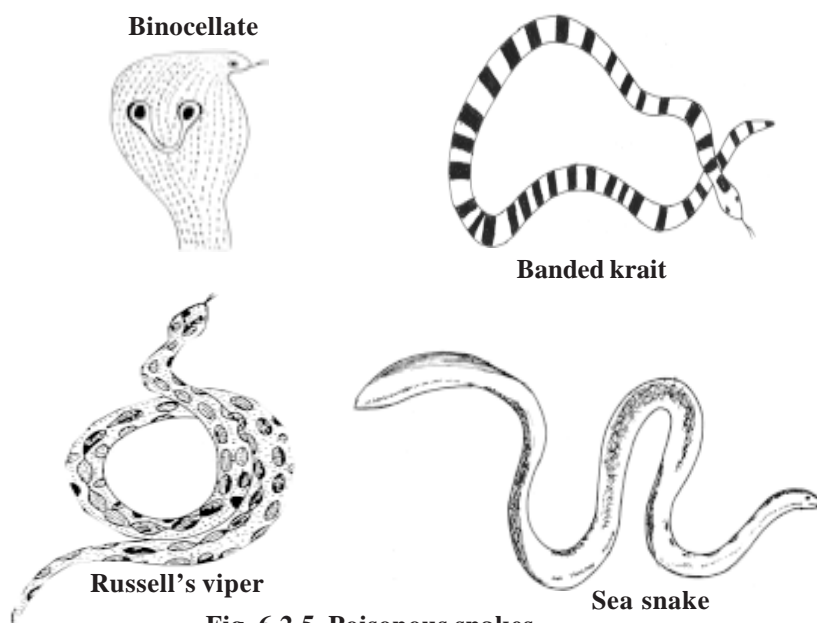 Binocellate
Banded krait
Russell's viper
Sea snake
Fig. 6.2.5. Poisonous snakes